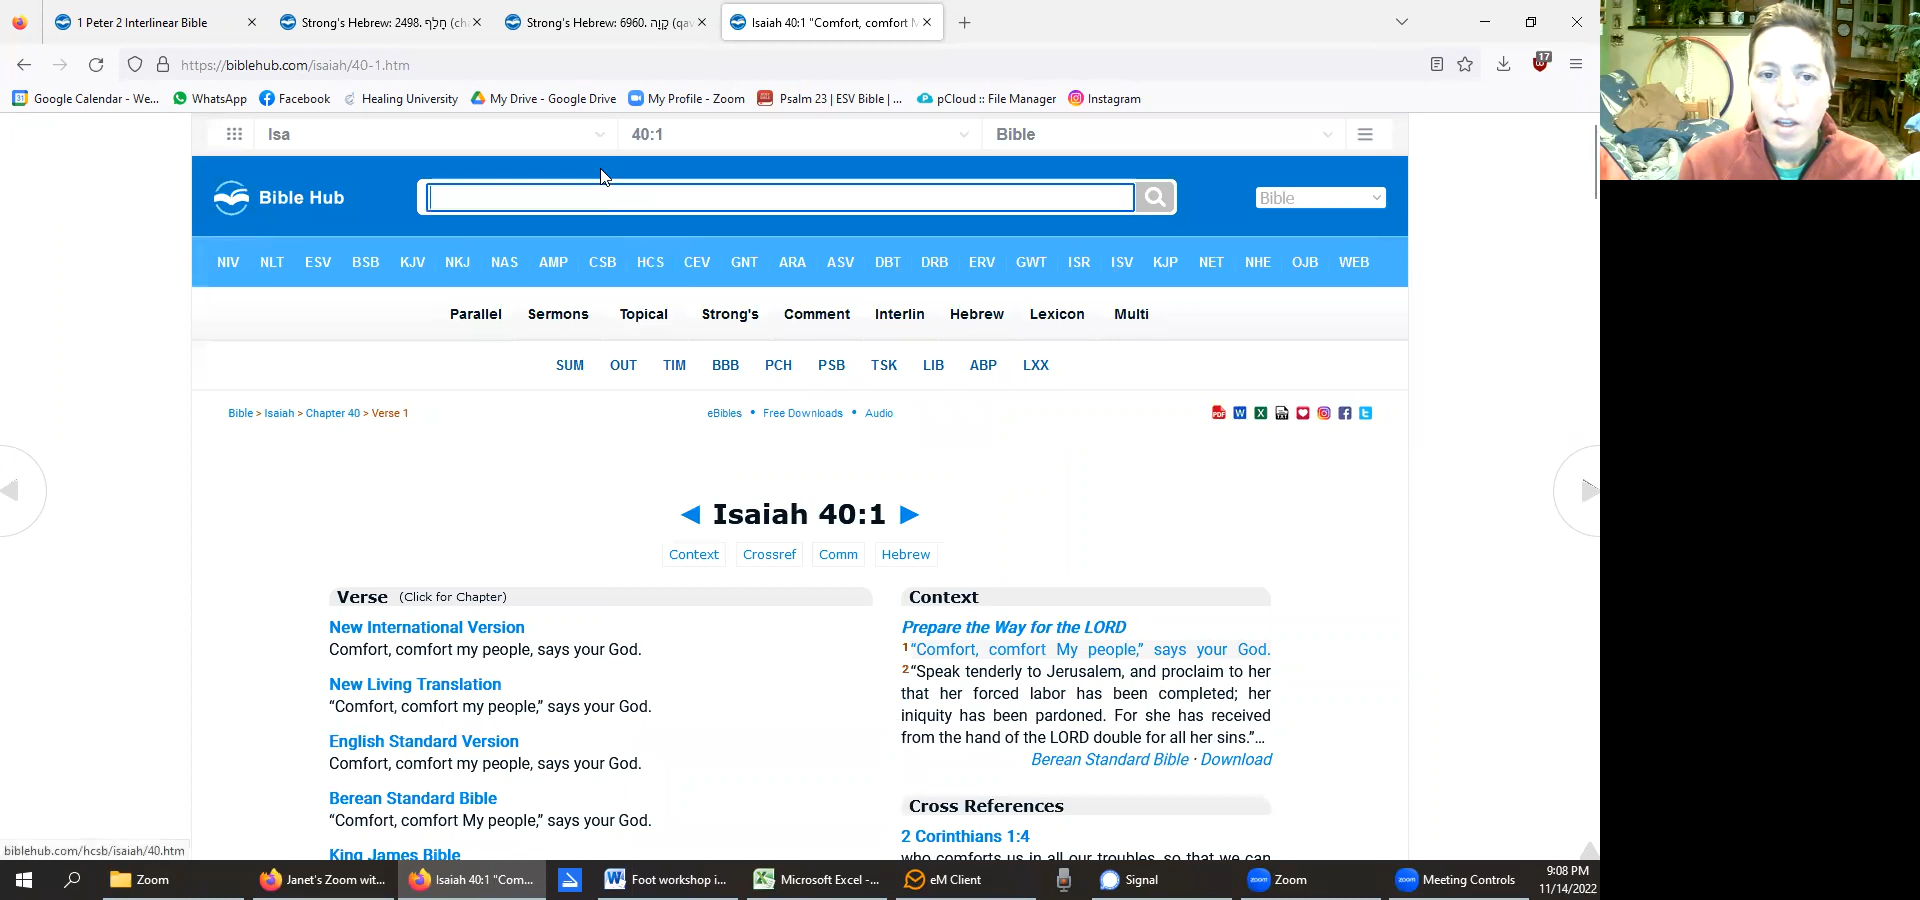 1 Peter 2 Interlinear Bible
Strong's Hebrew: 2498. חָלַף (ch
Strong's Hebrew: 6960. קָוָה (qav
Isaiah 40:1 "Comfort, comfort M
https://biblehub.com/isaiah/40-1.htm
17
Google Calendar - We...
WhatsApp
Facebook
Healing University
My Drive - Google Drive
My Profile - Zoom
Psalm 23 | ESV Bible | ...
pCloud :: File Manager
Instagram
Isa
40:1
Bible
Bible Hub
Bible
NIV NLT ESV BSB KJV NKJ NAS AMP CSB HCS CEV GNT ARA ASV DBT DRB ERV GWT ISR ISV KJP NET NHE OJB WEB
Parallel Sermons Topical Strong's Comment Interlin Hebrew Lexicon Multi
SUM OUT TIM BBB PCH PSB TSK LIB ABP LXX
Bible > Isaiah > Chapter 40 > Verse 1
eBibles • Free Downloads • Audio
◄ Isaiah 40:1 ►
Context Crossref Comm Hebrew
Verse (Click for Chapter)
New International Version
Comfort, comfort my people, says your God.
New Living Translation
“Comfort, comfort my people,” says your God.
English Standard Version
Comfort, comfort my people, says your God.
Berean Standard Bible
“Comfort, comfort My people,” says your God.
King James Bible
Context
Prepare the Way for the LORD
1“Comfort, comfort My people,” says your God.
2“Speak tenderly to Jerusalem, and proclaim to her
that her forced labor has been completed; her
iniquity has been pardoned. For she has received
from the hand of the LORD double for all her sins.”…
Berean Standard Bible · Download
Cross References
2 Corinthians 1:4
who comforts us in all our troubles, so that we can
biblehub.com/hcsb/isaiah/40.htm
Zoom
Janet's Zoom wit...
Isaiah 40:1 "Com...
Foot workshop i...
Microsoft Excel -...
eM Client
Signal
Zoom
Meeting Controls
9:08 PM
11/14/2022